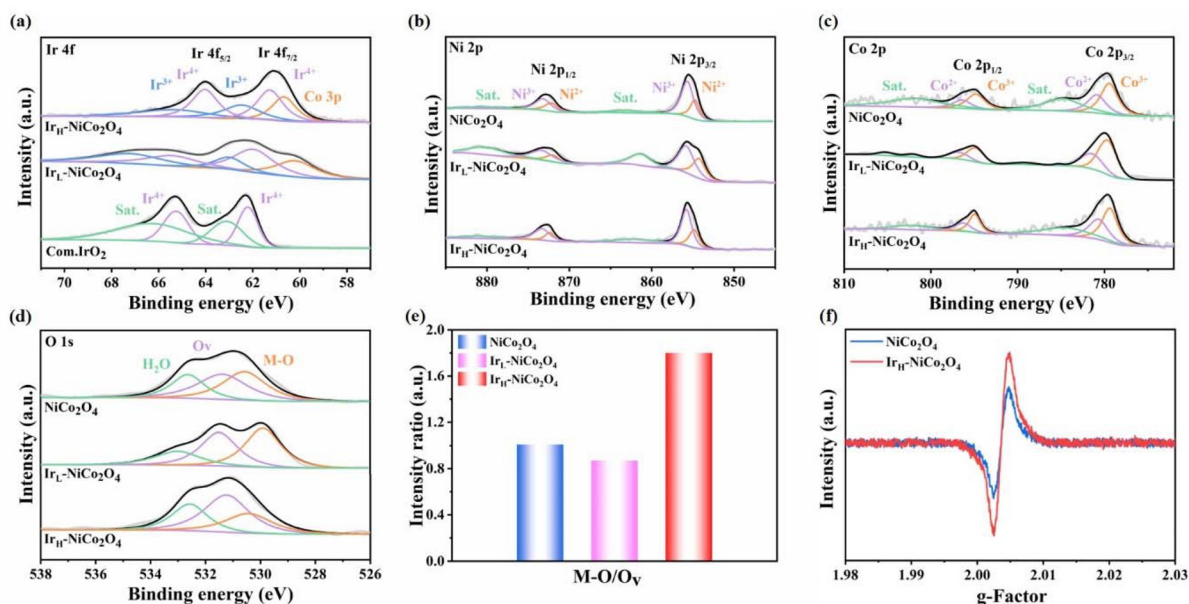 (a)
Ir 4f
Ir 4f5/2
Ir 4f7/2
Ir3+
Ir4+
Ir3+
Ir4+
Co 3p
IrH-NiCo2O4
IrL-NiCo2O4
Sat.
Ir4+
Sat.
Ir4+
Com.IrO2
Intensity (a.u.)
70 68 66 64 62 60 58
Binding energy (eV)
(b)
Ni 2p
Ni 2p1/2
Ni 2p3/2
Sat.
Ni3+
Ni2+
Sat.
Ni3+
Ni2+
NiCo2O4
IrL-NiCo2O4
IrH-NiCo2O4
Intensity (a.u.)
880 870 860 850
Binding energy (eV)
(c)
Co 2p
Co 2p1/2
Co 2p3/2
Sat.
Co2+
Co3+
Sat.
Co2+
Co3+
NiCo2O4
IrL-NiCo2O4
IrH-NiCo2O4
Intensity (a.u.)
810 800 790 780
Binding energy (eV)
(d)
O 1s
H2O
Ov
M-O
NiCo2O4
IrL-NiCo2O4
IrH-NiCo2O4
Intensity (a.u.)
538 536 534 532 530 528 526
Binding energy (eV)
(e)
2.0
1.6
1.2
0.8
0.4
0.0
Intensity ratio (a.u.)
NiCo2O4
IrL-NiCo2O4
IrH-NiCo2O4
M-O/Ov
(f)
NiCo2O4
IrH-NiCo2O4
Intensity (a.u.)
1.98 1.99 2.00 2.01 2.02 2.03
g-Factor